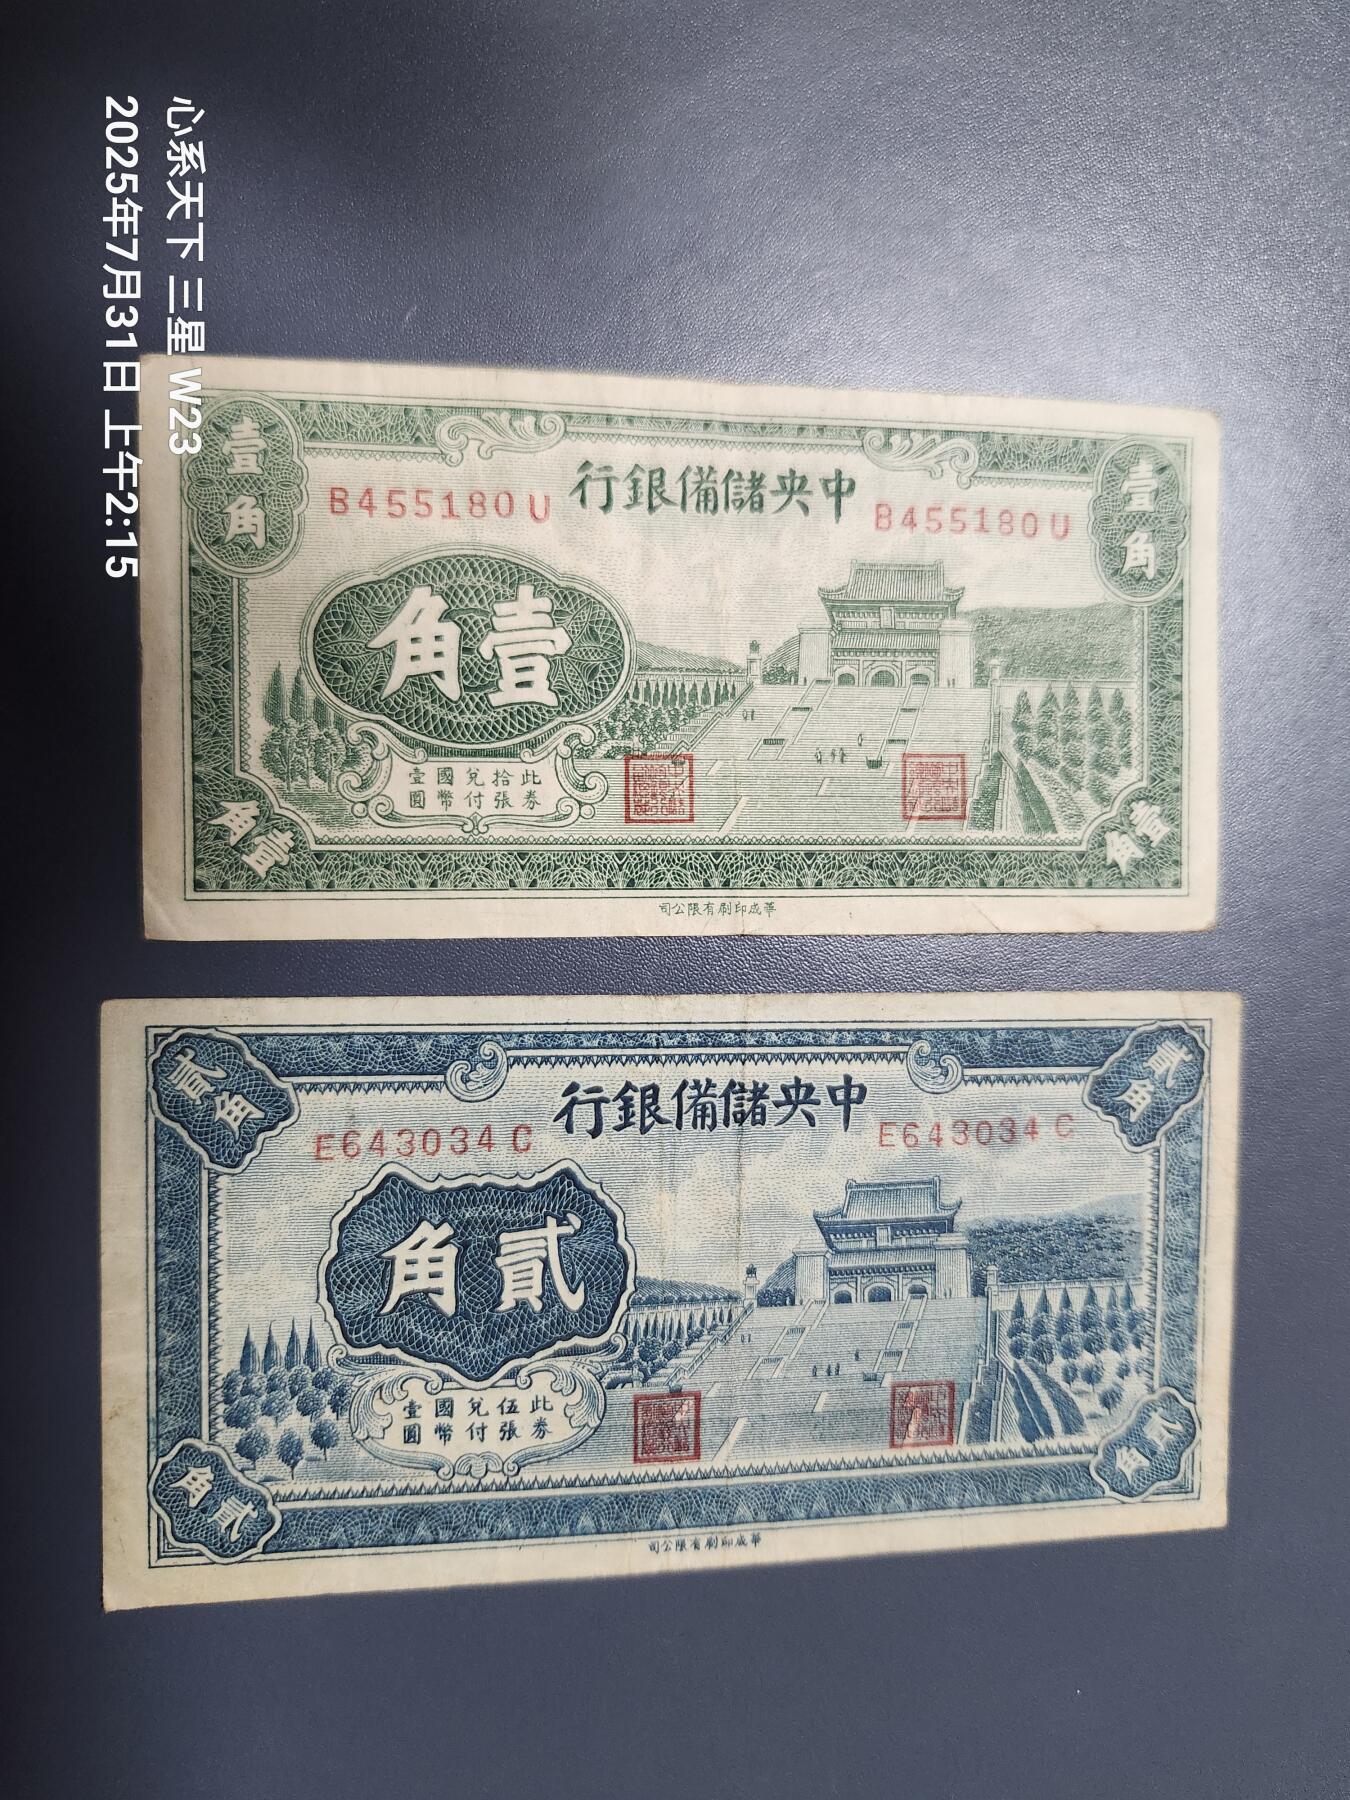 心系天下 三星 W23
2025年7月31日 上午2:15
中央儲備銀行
B455180U
B455180U
壹角
壹角
壹角
此券拾張兌付國幣壹圓
壹角
壹角
華成印刷有限公司
中央儲備銀行
E643034C
E643034C
貳角
貳角
貳角
此券伍張兌付國幣壹圓
貳角
貳角
華成印刷有限公司